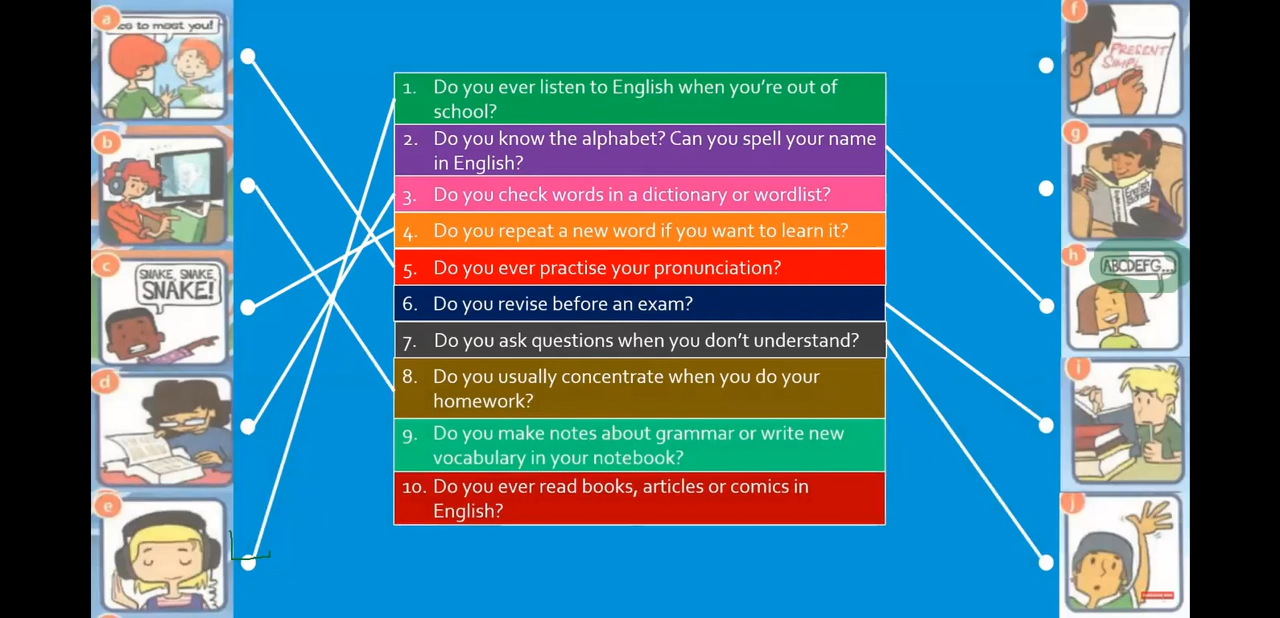 a
to meet you!
b
c
SNAKE, SNAKE,
SNAKE!
d
e
1. Do you ever listen to English when you're out of
school?
2. Do you know the alphabet? Can you spell your name
in English?
3. Do you check words in a dictionary or wordlist?
4. Do you repeat a new word if you want to learn it?
5. Do you ever practise your pronunciation?
6. Do you revise before an exam?
7. Do you ask questions when you don't understand?
8. Do you usually concentrate when you do your
homework?
9. Do you make notes about grammar or write new
vocabulary in your notebook?
10. Do you ever read books, articles or comics in
English?
f
PRESENT
SIMPL
g
h
ABCDEFG...
i
j